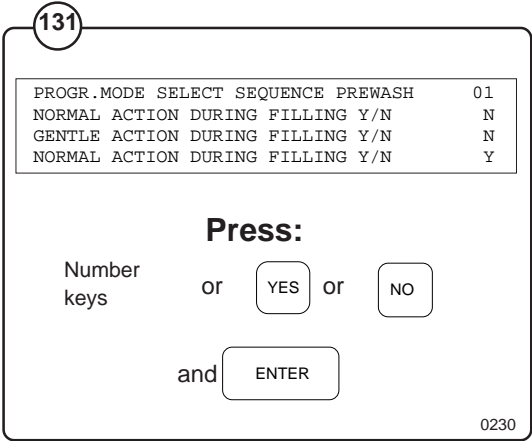 131
PROGR.MODE SELECT SEQUENCE PREWASH 01
NORMAL ACTION DURING FILLING Y/N N
GENTLE ACTION DURING FILLING Y/N N
NORMAL ACTION DURING FILLING Y/N Y
Press:
Number keys or YES or NO
and ENTER
0230